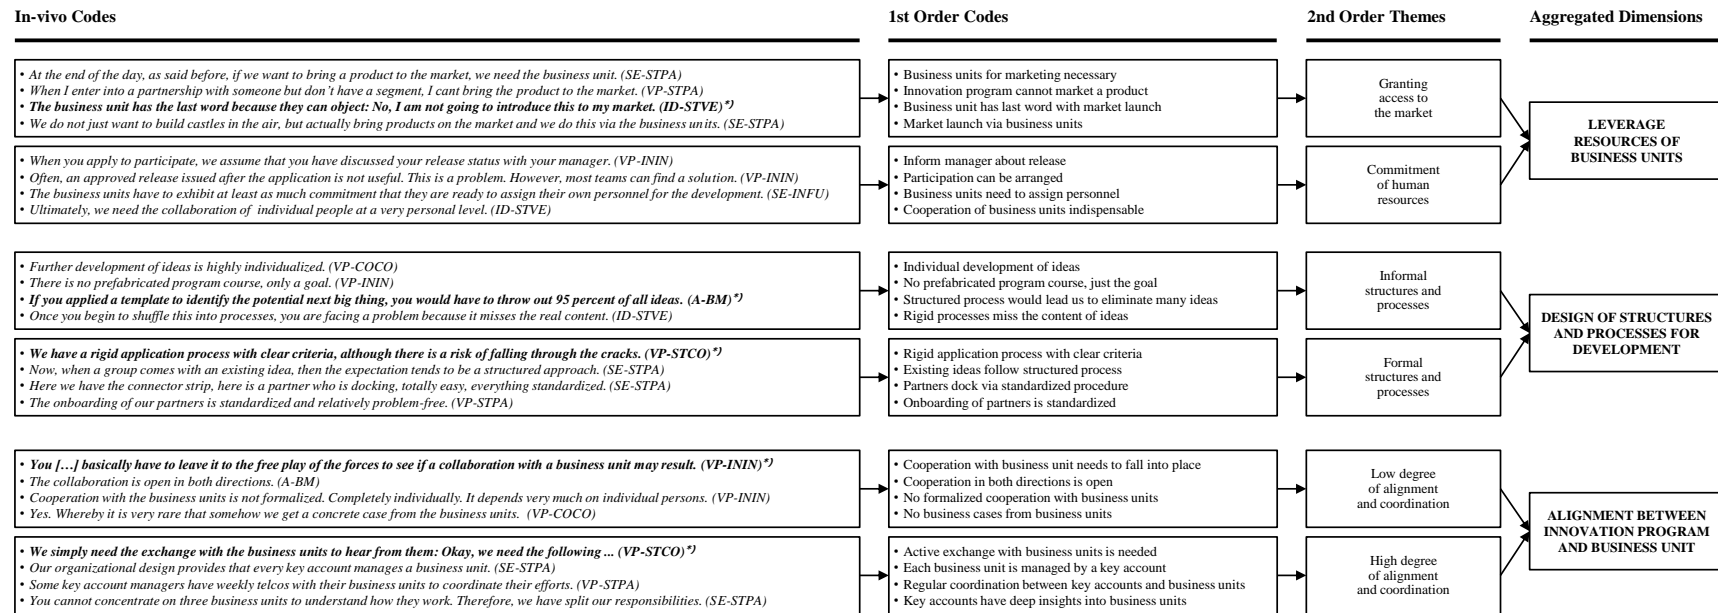 In-vivo Codes
1st Order Codes
2nd Order Themes
Aggregated Dimensions
• At the end of the day, as said before, if we want to bring a product to the market, we need the business unit. (SE-STPA)
• When I enter into a partnership with someone but don't have a segment, I cant bring the product to the market. (VP-STPA)
• The business unit has the last word because they can object: No, I am not going to introduce this to my market. (ID-STVE)*)
• We do not just want to build castles in the air, but actually bring products on the market and we do this via the business units. (SE-STPA)
• Business units for marketing necessary
• Innovation program cannot market a product
• Business unit has last word with market launch
• Market launch via business units
Granting
access to
the market
• When you apply to participate, we assume that you have discussed your release status with your manager. (VP-ININ)
• Often, an approved release issued after the application is not useful. This is a problem. However, most teams can find a solution. (VP-ININ)
• The business units have to exhibit at least as much commitment that they are ready to assign their own personnel for the development. (SE-INFU)
• Ultimately, we need the collaboration of individual people at a very personal level. (ID-STVE)
• Inform manager about release
• Participation can be arranged
• Business units need to assign personnel
• Cooperation of business units indispensable
Commitment
of human
resources
LEVERAGE
RESOURCES OF
BUSINESS UNITS
• Further development of ideas is highly individualized. (VP-COCO)
• There is no prefabricated program course, only a goal. (VP-ININ)
• If you applied a template to identify the potential next big thing, you would have to throw out 95 percent of all ideas. (A-BM)*)
• Once you begin to shuffle this into processes, you are facing a problem because it misses the real content. (ID-STVE)
• Individual development of ideas
• No prefabricated program course, just the goal
• Structured process would lead us to eliminate many ideas
• Rigid processes miss the content of ideas
Informal
structures and
processes
• We have a rigid application process with clear criteria, although there is a risk of falling through the cracks. (VP-STCO)*)
• Now, when a group comes with an existing idea, then the expectation tends to be a structured approach. (SE-STPA)
• Here we have the connector strip, here is a partner who is docking, totally easy, everything standardized. (SE-STPA)
• The onboarding of our partners is standardized and relatively problem-free. (VP-STPA)
• Rigid application process with clear criteria
• Existing ideas follow structured process
• Partners dock via standardized procedure
• Onboarding of partners is standardized
Formal
structures and
processes
DESIGN OF STRUCTURES
AND PROCESSES FOR
DEVELOPMENT
• You […] basically have to leave it to the free play of the forces to see if a collaboration with a business unit may result. (VP-ININ)*)
• The collaboration is open in both directions. (A-BM)
• Cooperation with the business units is not formalized. Completely individually. It depends very much on individual persons. (VP-ININ)
• Yes. Whereby it is very rare that somehow we get a concrete case from the business units. (VP-COCO)
• Cooperation with business unit needs to fall into place
• Cooperation in both directions is open
• No formalized cooperation with business units
• No business cases from business units
Low degree
of alignment
and coordination
• We simply need the exchange with the business units to hear from them: Okay, we need the following ... (VP-STCO)*)
• Our organizational design provides that every key account manages a business unit. (SE-STPA)
• Some key account managers have weekly telcos with their business units to coordinate their efforts. (VP-STPA)
• You cannot concentrate on three business units to understand how they work. Therefore, we have split our responsibilities. (SE-STPA)
• Active exchange with business units is needed
• Each business unit is managed by a key account
• Regular coordination between key accounts and business units
• Key accounts have deep insights into business units
High degree
of alignment
and coordination
ALIGNMENT BETWEEN
INNOVATION PROGRAM
AND BUSINESS UNIT